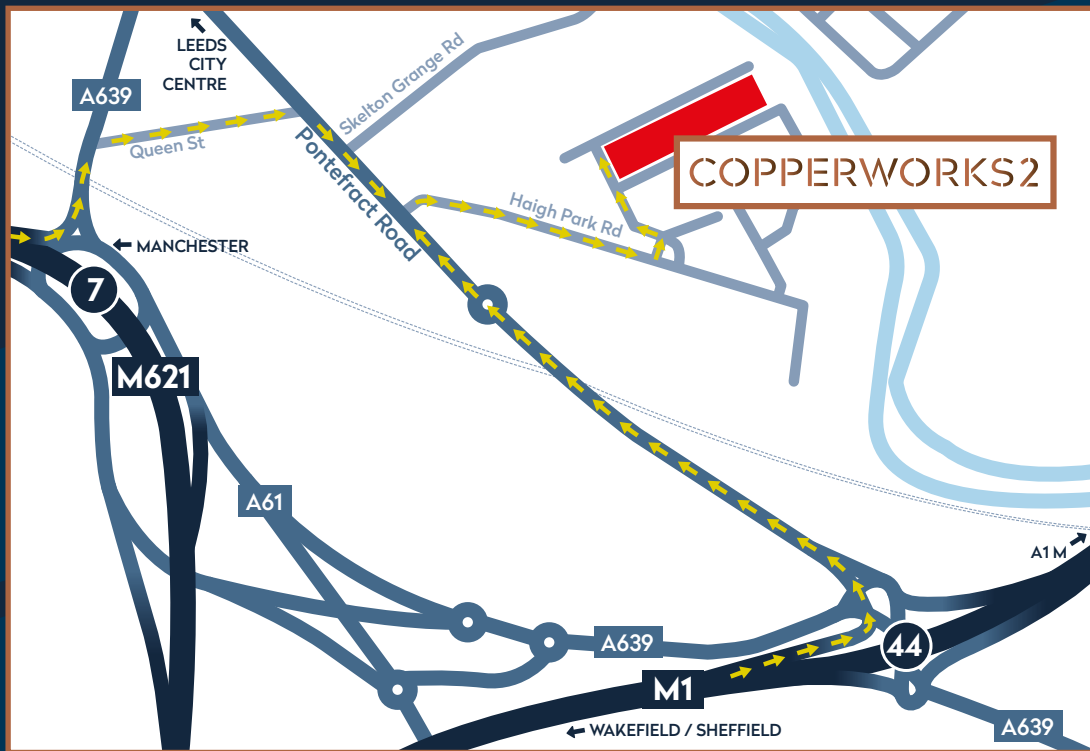 LEEDS
CITY
CENTRE
A639
Skelton Grange Rd
Queen St
Pontefract Road
COPPERWORKS2
Haigh Park Rd
MANCHESTER
7
M621
A61
A1 M
A639
44
M1
WAKEFIELD / SHEFFIELD
A639